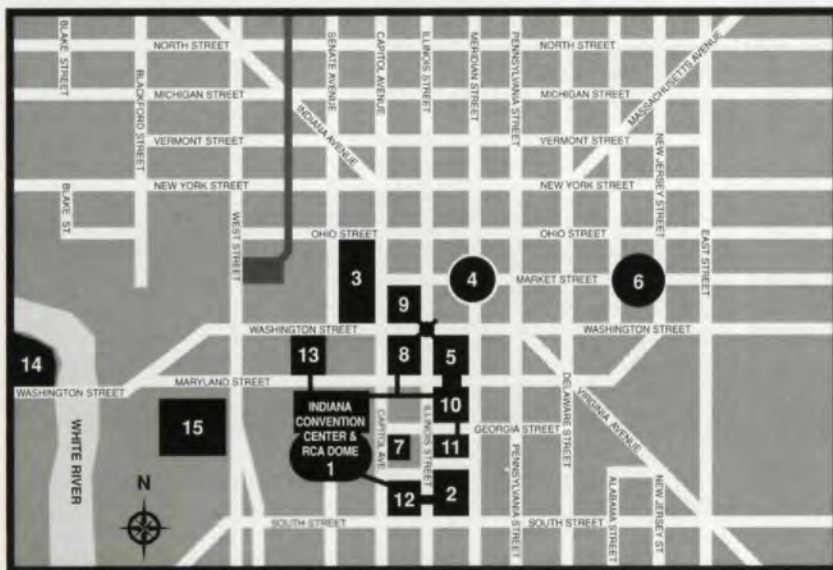 BLAKE STREET
BLACKFORD STREET
NORTH STREET
SENATE AVENUE
CAPITOL AVENUE
ILLINOIS STREET
MERIDIAN STREET
PENNSYLVANIA STREET
NORTH STREET
MASSACHUSETTS AVENUE
MICHIGAN STREET
MICHIGAN STREET
INDIANA AVENUE
VERMONT STREET
VERMONT STREET
NEW JERSEY STREET
NEW YORK STREET
NEW YORK STREET
BLAKE ST.
WEST STREET
OHIO STREET
OHIO STREET
EAST STREET
3
4
MARKET STREET
6
9
WASHINGTON STREET
WASHINGTON STREET
14
13
8
5
MARYLAND STREET
DELAWARE STREET
VIRGINIA AVENUE
WASHINGTON STREET
INDIANA
CONVENTION
CENTER &
RCA DOME
1
10
CAPITOL AVE.
ILLINOIS STREET
15
GEORGIA STREET
7
11
WHITE RIVER
PENNSYLVANIA STREET
N
12
2
ALABAMA STREET
NEW JERSEY ST
SOUTH STREET
SOUTH STREET